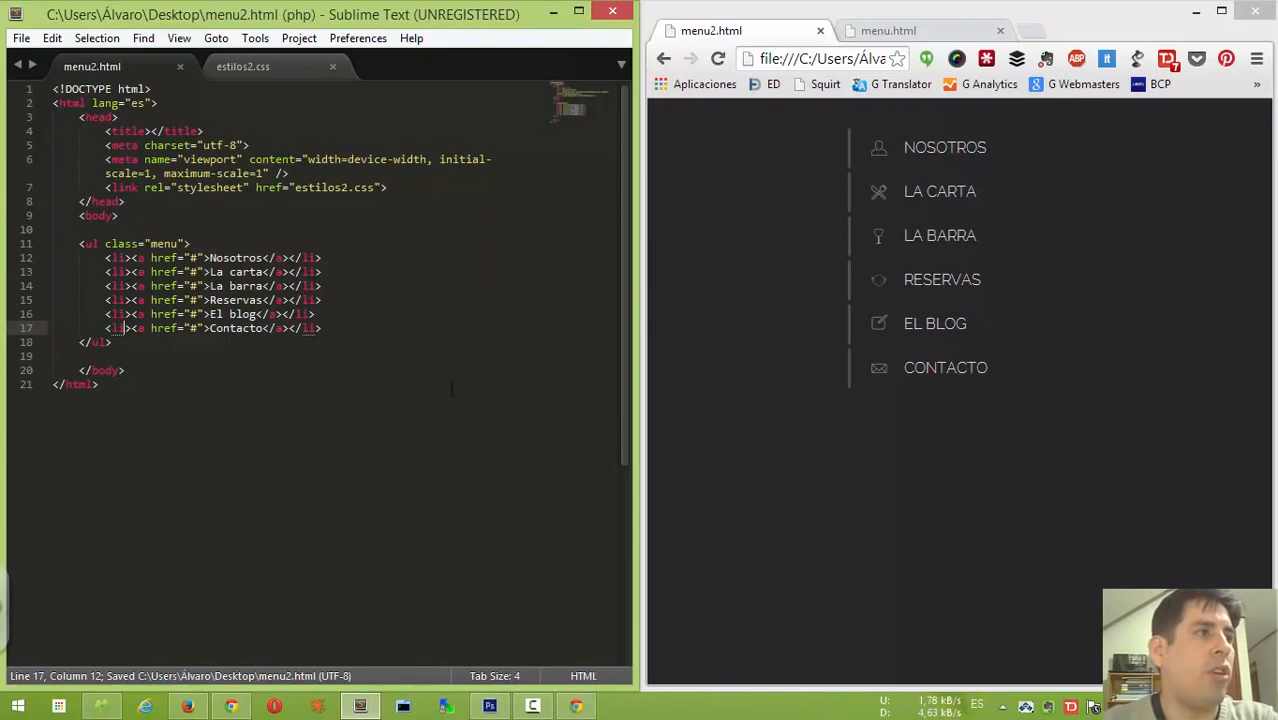 C:\Users\Álvaro\Desktop\menu2.html (php) - Sublime Text (UNREGISTERED)
File Edit Selection Find View Goto Tools Project Preferences Help
menu2.html estilos2.css
1 <!DOCTYPE html>
2 <html lang="es">
3 <head>
4 <title></title>
5 <meta charset="utf-8">
6 <meta name="viewport" content="width=device-width, initial-
scale=1, maximum-scale=1" />
7 <link rel="stylesheet" href="estilos2.css">
8 </head>
9 <body>
10
11 <ul class="menu">
12 <li><a href="#">Nosotros</a></li>
13 <li><a href="#">La carta</a></li>
14 <li><a href="#">La barra</a></li>
15 <li><a href="#">Reservas</a></li>
16 <li><a href="#">El blog</a></li>
17 <li><a href="#">Contacto</a></li>
18 </ul>
19
20 </body>
21 </html>
Line 17, Column 12; Saved C:\Users\Álvaro\Desktop\menu2.html (UTF-8) Tab Size: 4 HTML
menu2.html menu.html
file:///C:/Users/Álva
Aplicaciones ED Squirt G Translator G Analytics G Webmasters BCP »
NOSOTROS
LA CARTA
LA BARRA
RESERVAS
EL BLOG
CONTACTO
U: 1,78 kB/s
D: 4,63 kB/s
ES